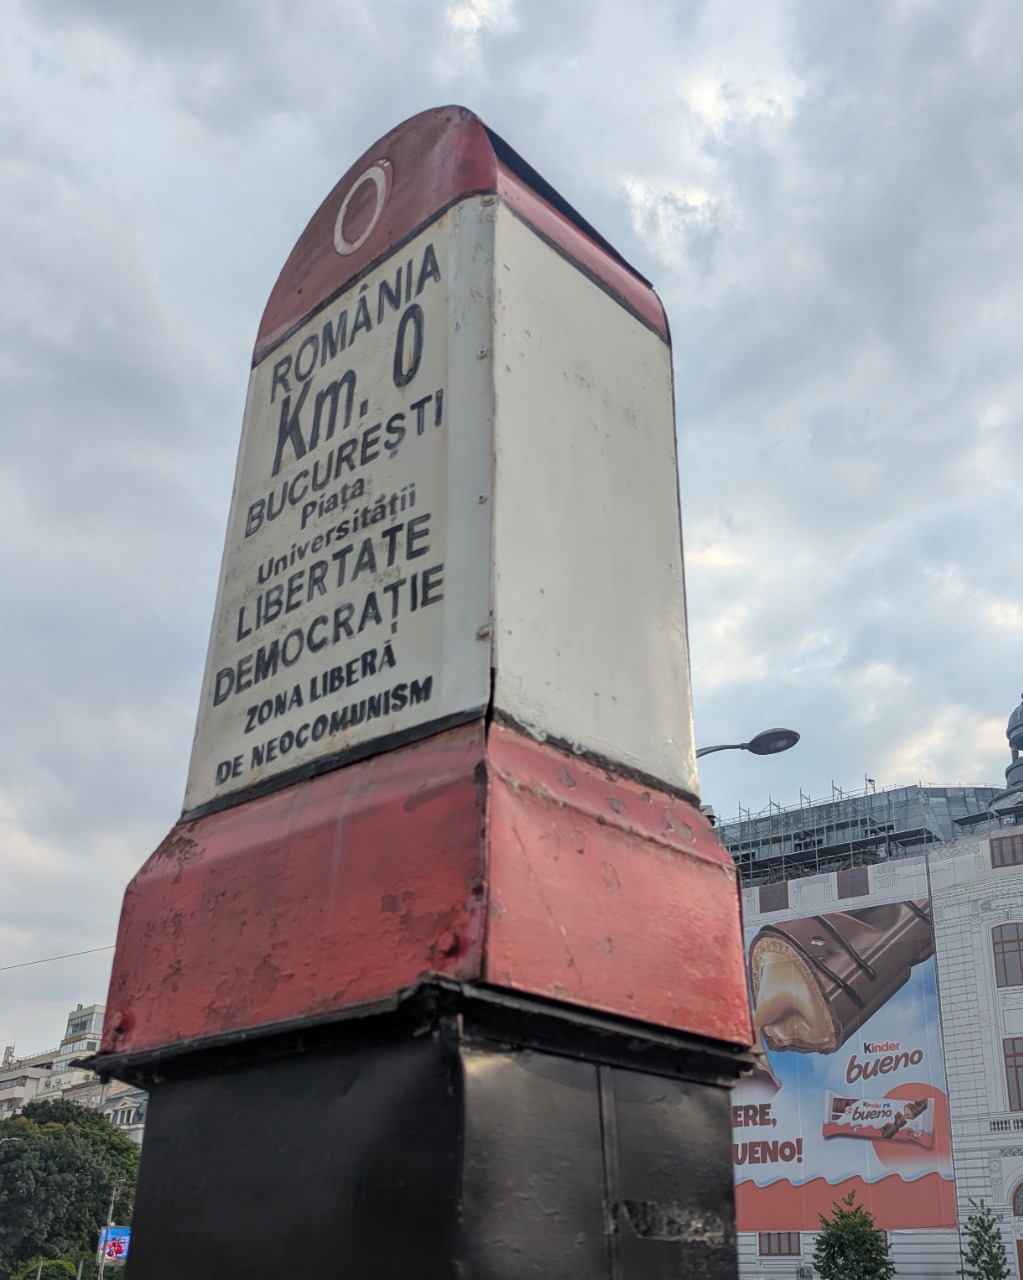 0
ROMÂNIA
Km. 0
BUCUREȘTI
Piața
Universității
LIBERTATE
DEMOCRAȚIE
ZONA LIBERĂ
DE NEOCOMUNISM
Kinder
bueno
Kinder
bueno
ERE,
UENO!